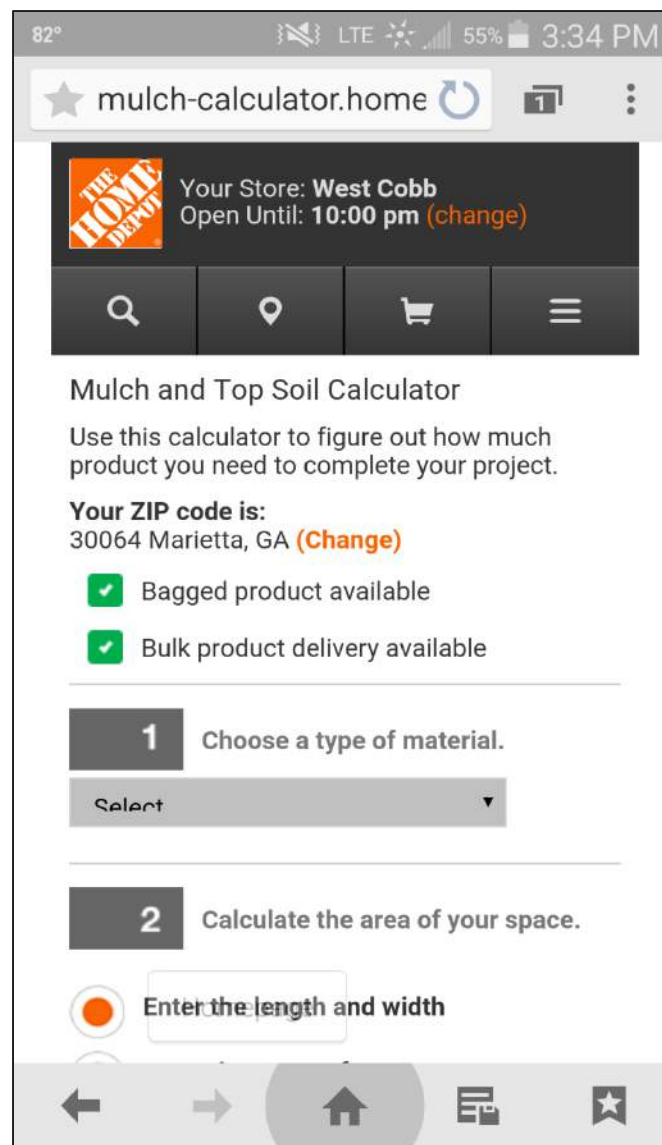 82° LTE 55% 3:34 PM
mulch-calculator.home 1
THE HOME DEPOT
Your Store: West Cobb
Open Until: 10:00 pm (change)
Mulch and Top Soil Calculator
Use this calculator to figure out how much
product you need to complete your project.
Your ZIP code is:
30064 Marietta, GA (Change)
Bagged product available
Bulk product delivery available
1 Choose a type of material.
Select
2 Calculate the area of your space.
Enter the length and width
Homepage